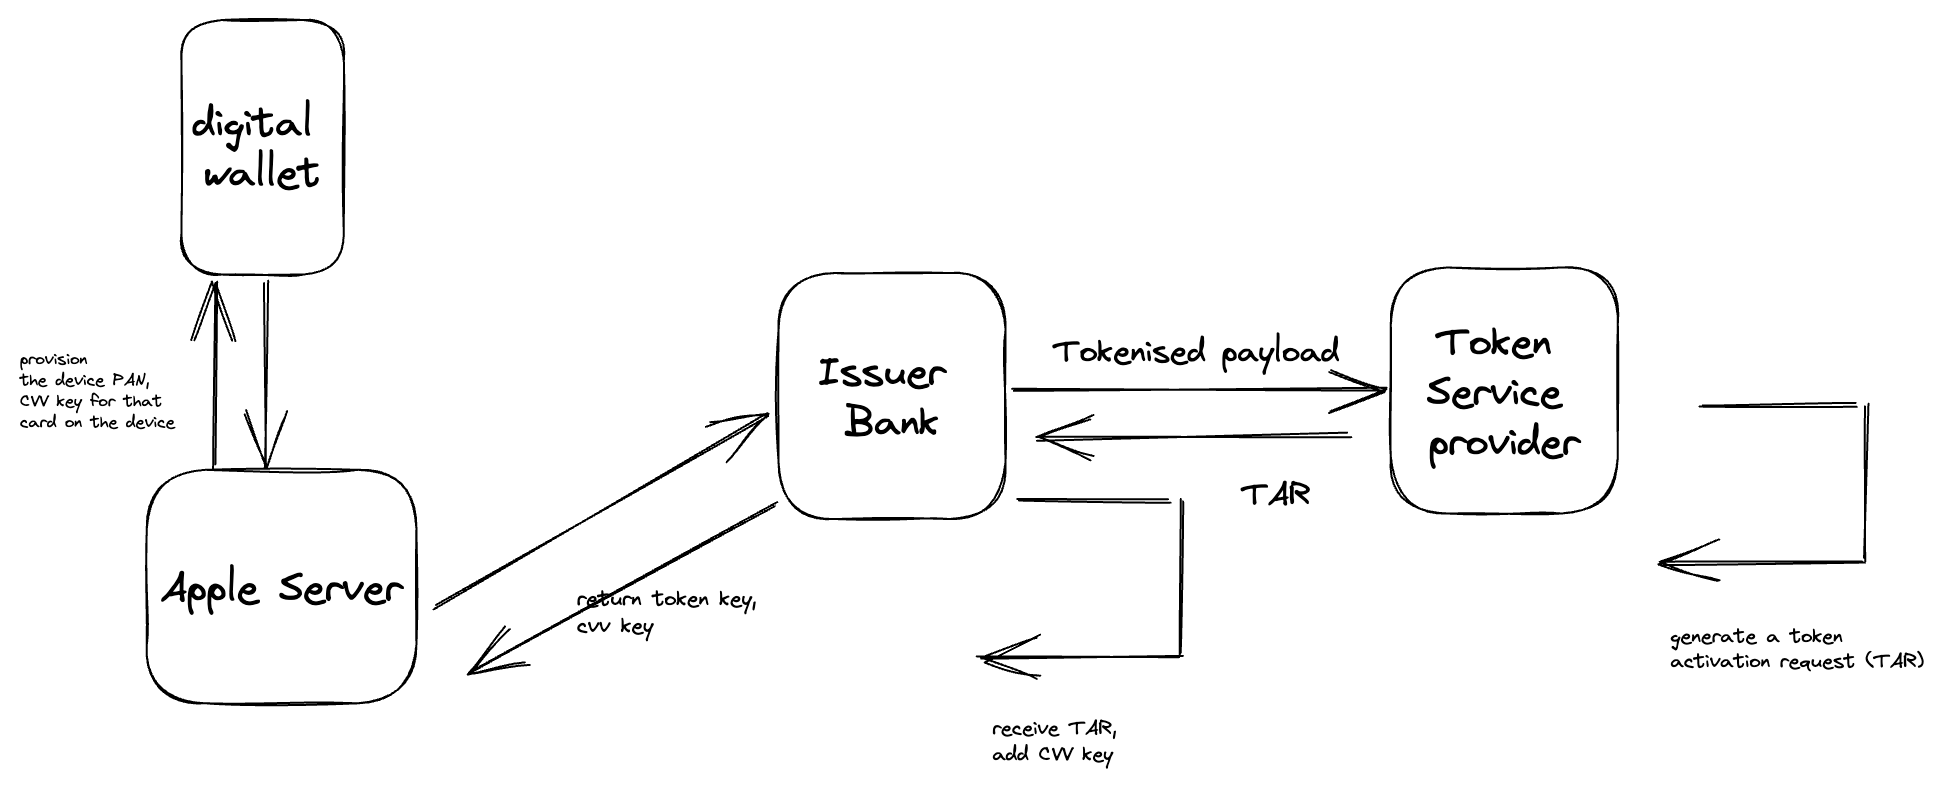 digital
wallet
provision
the device PAN,
CVV key for that
card on the device
Apple Server
return token key,
cvv key
Issuer
Bank
Tokenised payload
TAR
receive TAR,
add CVV key
Token
Service
provider
generate a token
activation request (TAR)